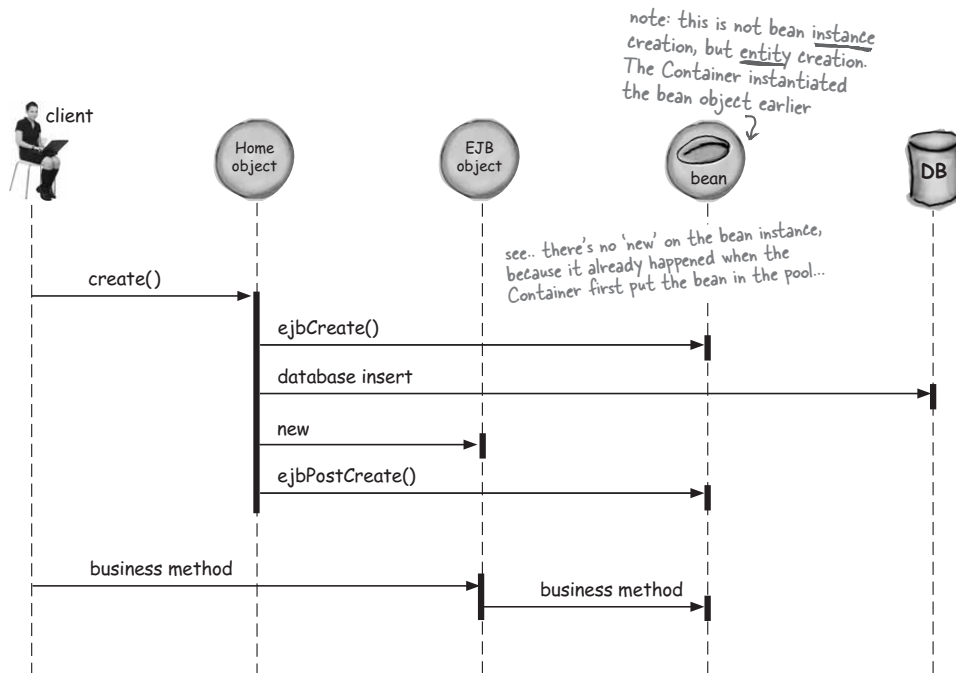 note: this is not bean instance
creation, but entity creation.
The Container instantiated
the bean object earlier
client
Home
object
EJB
object
bean
DB
see.. there's no 'new' on the bean instance,
because it already happened when the
Container first put the bean in the pool...
create()
ejbCreate()
database insert
new
ejbPostCreate()
business method
business method